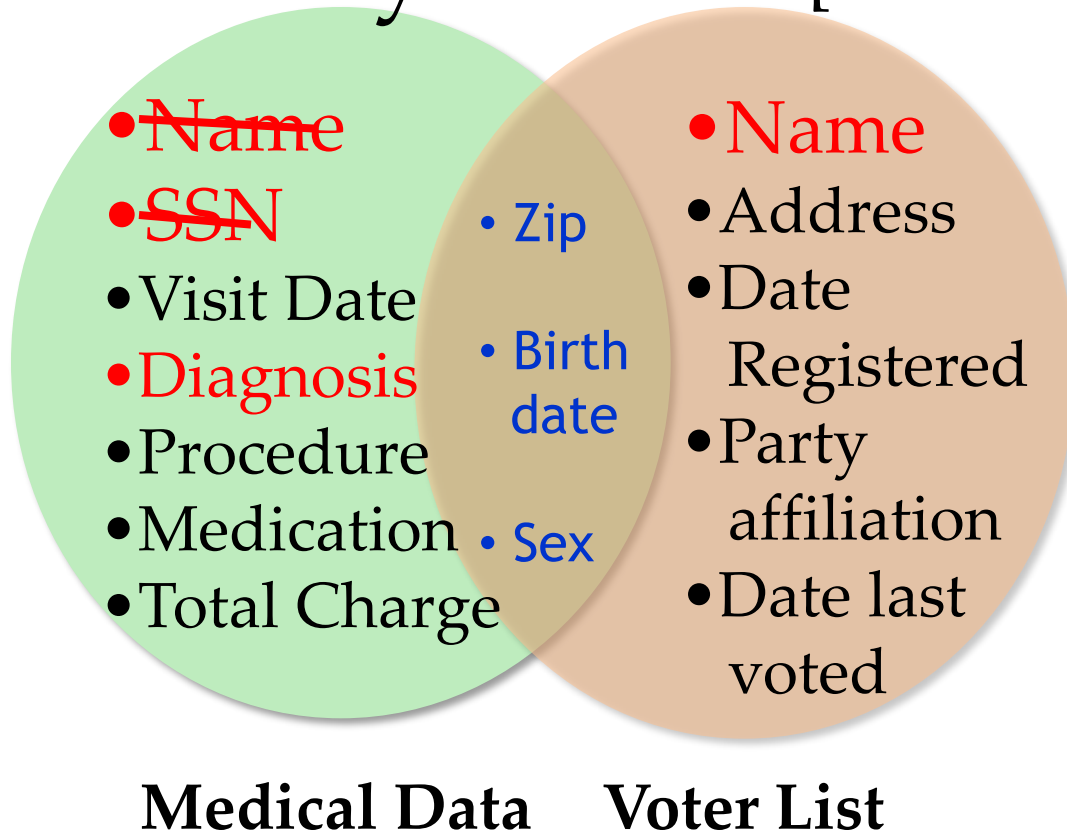 •Name
•SSN
•Visit Date
•Diagnosis
•Procedure
•Medication
•Total Charge
• Zip
• Birth
date
• Sex
•Name
•Address
•Date
Registered
•Party
affiliation
•Date last
voted
Medical Data
Voter List